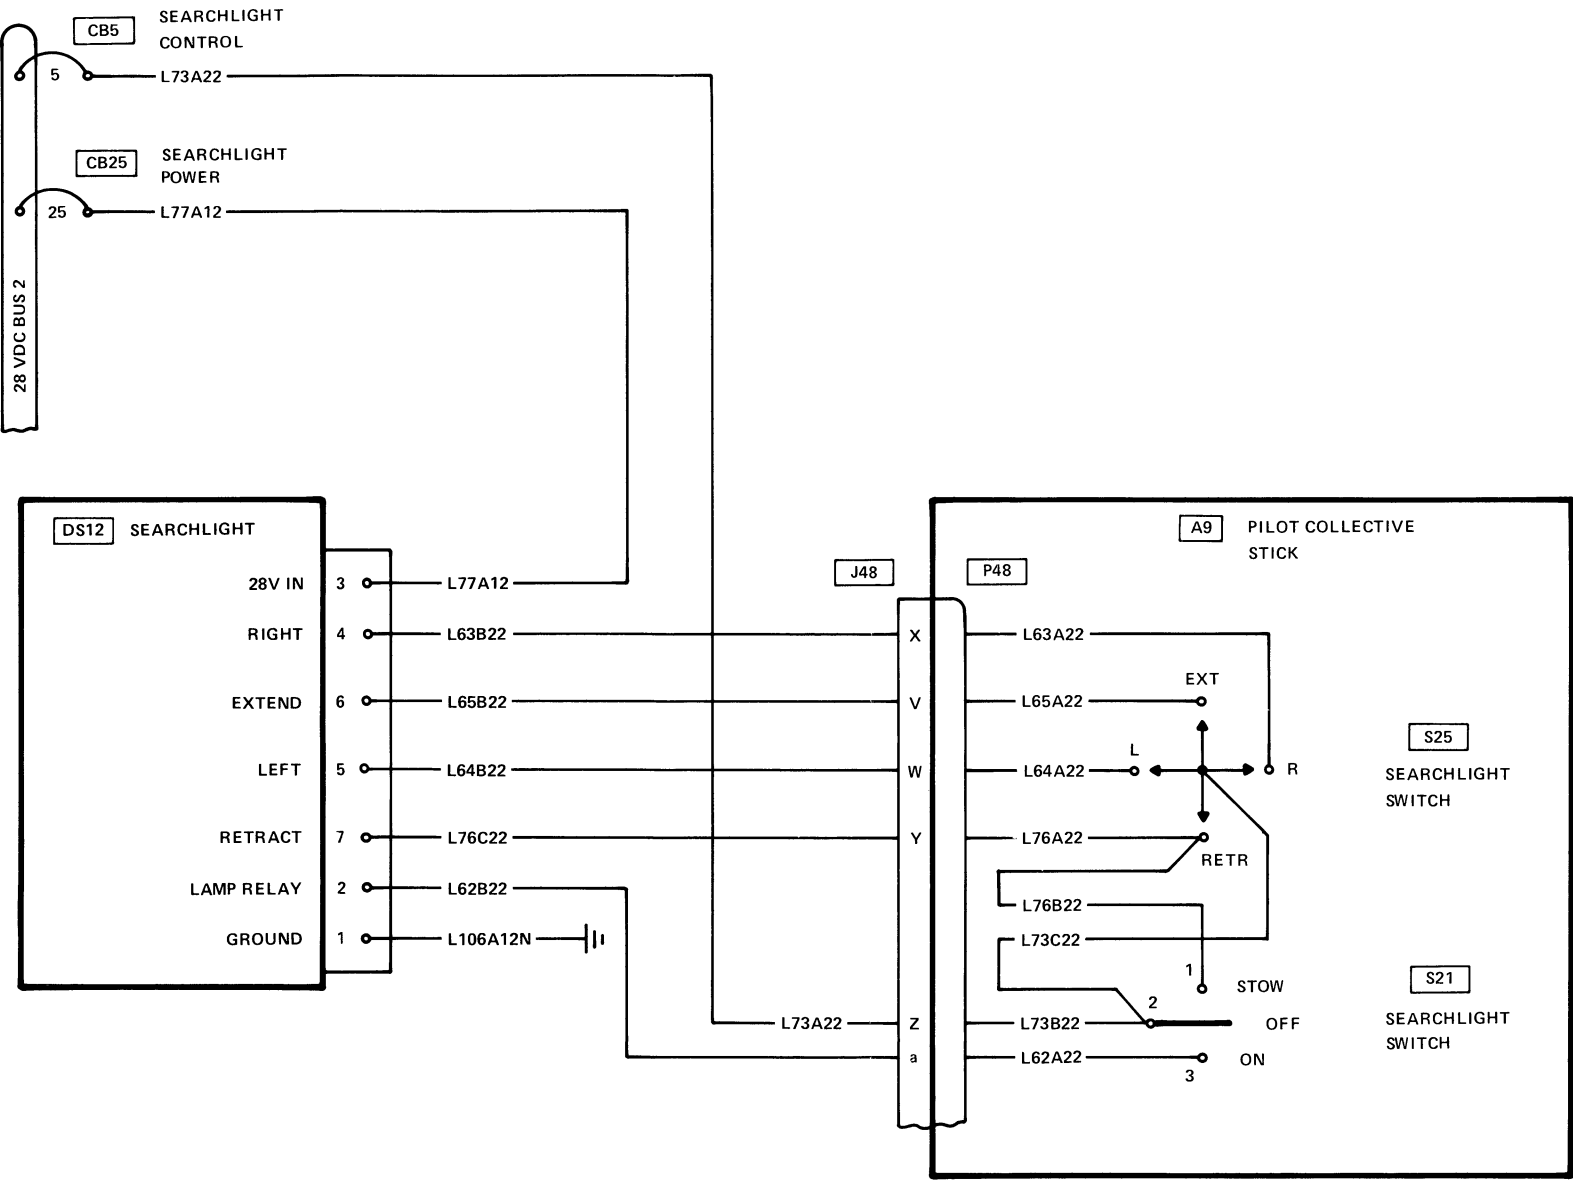 CB5
SEARCHLIGHT
CONTROL
5
L73A22
CB25
SEARCHLIGHT
POWER
25
L77A12
28 VDC BUS 2
DS12 SEARCHLIGHT
28V IN 3 L77A12
RIGHT 4 L63B22
EXTEND 6 L65B22
LEFT 5 L64B22
RETRACT 7 L76C22
LAMP RELAY 2 L62B22
GROUND 1 L106A12N
L73A22
J48
P48
X
V
W
Y
Z
a
A9 PILOT COLLECTIVE
STICK
L63A22
EXT
L65A22
L
L64A22
R
L76A22
RETR
L76B22
L73C22
S25
SEARCHLIGHT
SWITCH
1
STOW
2
L73B22
OFF
L62A22
ON
3
S21
SEARCHLIGHT
SWITCH